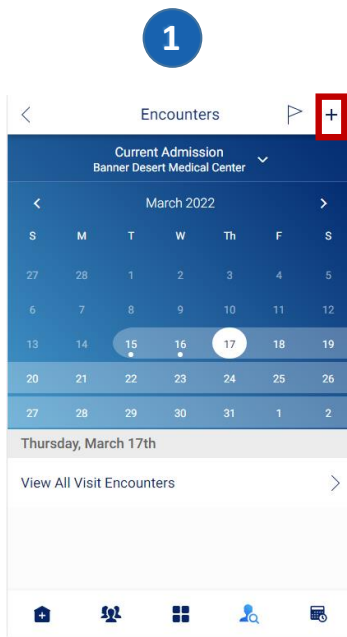 1
Encounters
Current Admission
Banner Desert Medical Center
March 2022
S M T W Th F S
27 28 1 2 3 4 5
6 7 8 9 10 11 12
13 14 15 16 17 18 19
20 21 22 23 24 25 26
27 28 29 30 31 1 2
Thursday, March 17th
View All Visit Encounters